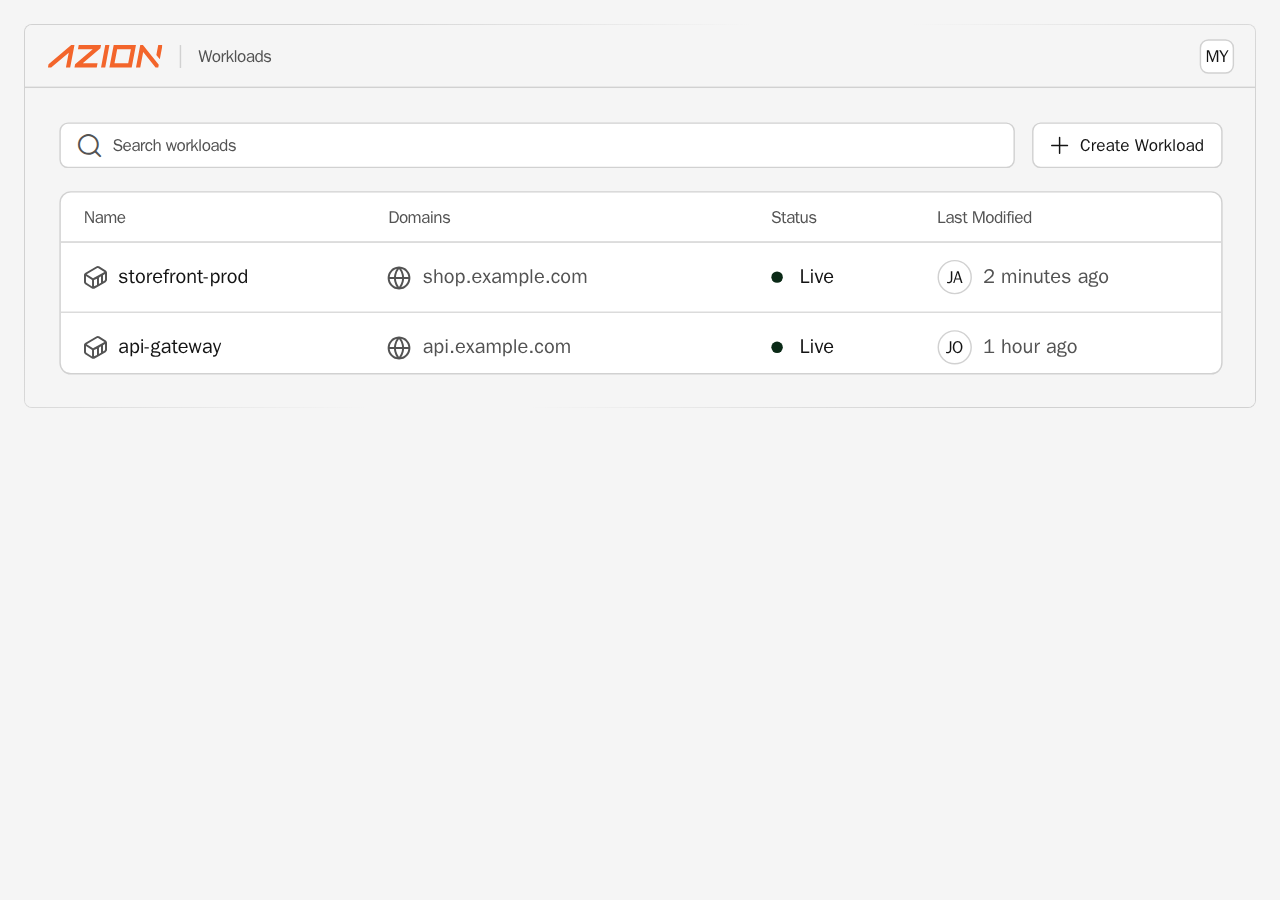 AZION Workloads MY
Search workloads Create Workload
Name Domains Status Last Modified
storefront-prod shop.example.com Live JA 2 minutes ago
api-gateway api.example.com Live JO 1 hour ago